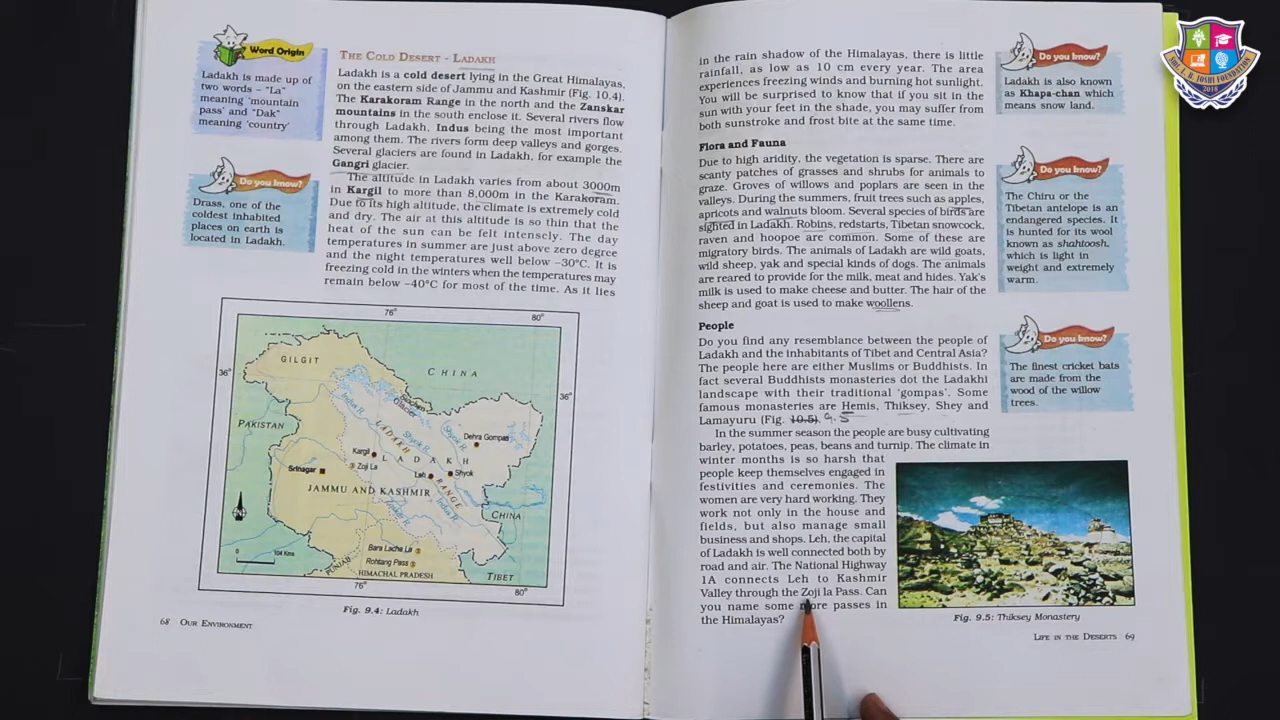 Word Origin
Ladakh is made up of
two words – "La"
meaning 'mountain
pass' and "Dak"
meaning 'country'
Do you know?
Drass, one of the
coldest inhabited
places on earth is
located in Ladakh.
THE COLD DESERT - LADAKH
Ladakh is a cold desert lying in the Great Himalayas,
on the eastern side of Jammu and Kashmir (Fig. 10.4).
The Karakoram Range in the north and the Zanskar
mountains in the south enclose it. Several rivers flow
through Ladakh, Indus being the most important
among them. The rivers form deep valleys and gorges.
Several glaciers are found in Ladakh, for example the
Gangri glacier.
The altitude in Ladakh varies from about 3000m
in Kargil to more than 8,000m in the Karakoram.
Due to its high altitude, the climate is extremely cold
and dry. The air at this altitude is so thin that the
heat of the sun can be felt intensely. The day
temperatures in summer are just above zero degree
and the night temperatures well below –30°C. It is
freezing cold in the winters when the temperatures may
remain below –40°C for most of the time. As it lies
76°
80°
36°
36°
GILGIT
CHINA
PAKISTAN
Glacier
Indus R.
LADAKH
Shyok R.
Shyok R.
Dehra Gompas
Kargil
LADAKH
Zoji La
Srinagar
Leh
Shyok
RANGE
JAMMU AND KASHMIR
Indus R.
CHINA
N
0
104 Kms
Bara Lacha La
Rohtang Pass
PUNJAB
HIMACHAL PRADESH
TIBET
76°
80°
Fig. 9.4: Ladakh
68 OUR ENVIRONMENT
in the rain shadow of the Himalayas, there is little
rainfall, as low as 10 cm every year. The area
experiences freezing winds and burning hot sunlight.
You will be surprised to know that if you sit in the
sun with your feet in the shade, you may suffer from
both sunstroke and frost bite at the same time.
Flora and Fauna
Due to high aridity, the vegetation is sparse. There are
scanty patches of grasses and shrubs for animals to
graze. Groves of willows and poplars are seen in the
valleys. During the summers, fruit trees such as apples,
apricots and walnuts bloom. Several species of birds are
sighted in Ladakh. Robins, redstarts, Tibetan snowcock,
raven and hoopoe are common. Some of these are
migratory birds. The animals of Ladakh are wild goats,
wild sheep, yak and special kinds of dogs. The animals
are reared to provide for the milk, meat and hides. Yak's
milk is used to make cheese and butter. The hair of the
sheep and goat is used to make woollens.
People
Do you find any resemblance between the people of
Ladakh and the inhabitants of Tibet and Central Asia?
The people here are either Muslims or Buddhists. In
fact several Buddhists monasteries dot the Ladakhi
landscape with their traditional 'gompas'. Some
famous monasteries are Hemis, Thiksey, Shey and
Lamayuru (Fig. 10.5). 9.5
In the summer season the people are busy cultivating
barley, potatoes, peas, beans and turnip. The climate in
winter months is so harsh that
people keep themselves engaged in
festivities and ceremonies. The
women are very hard working. They
work not only in the house and
fields, but also manage small
business and shops. Leh, the capital
of Ladakh is well connected both by
road and air. The National Highway
1A connects Leh to Kashmir
Valley through the Zoji la Pass. Can
you name some more passes in
the Himalayas?
Do you know?
Ladakh is also known
as Khapa-chan which
means snow land.
Do you know?
The Chiru or the
Tibetan antelope is an
endangered species. It
is hunted for its wool
known as shahtoosh,
which is light in
weight and extremely
warm.
Do you know?
The finest cricket bats
are made from the
wood of the willow
trees.
Fig. 9.5: Thiksey Monastery
LIFE IN THE DESERTS 69
2018